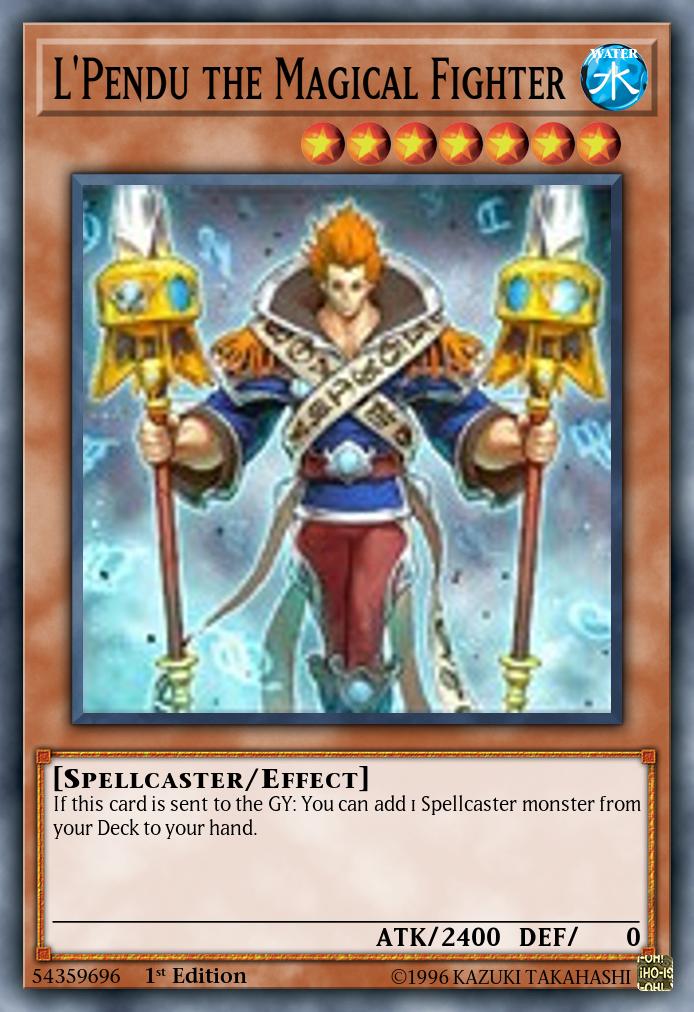 L'Pendu the Magical Fighter
WATER
水
[Spellcaster/Effect]
If this card is sent to the GY: You can add 1 Spellcaster monster from
your Deck to your hand.
ATK/2400 DEF/ 0
54359696 1st Edition ©1996 KAZUKI TAKAHASHI